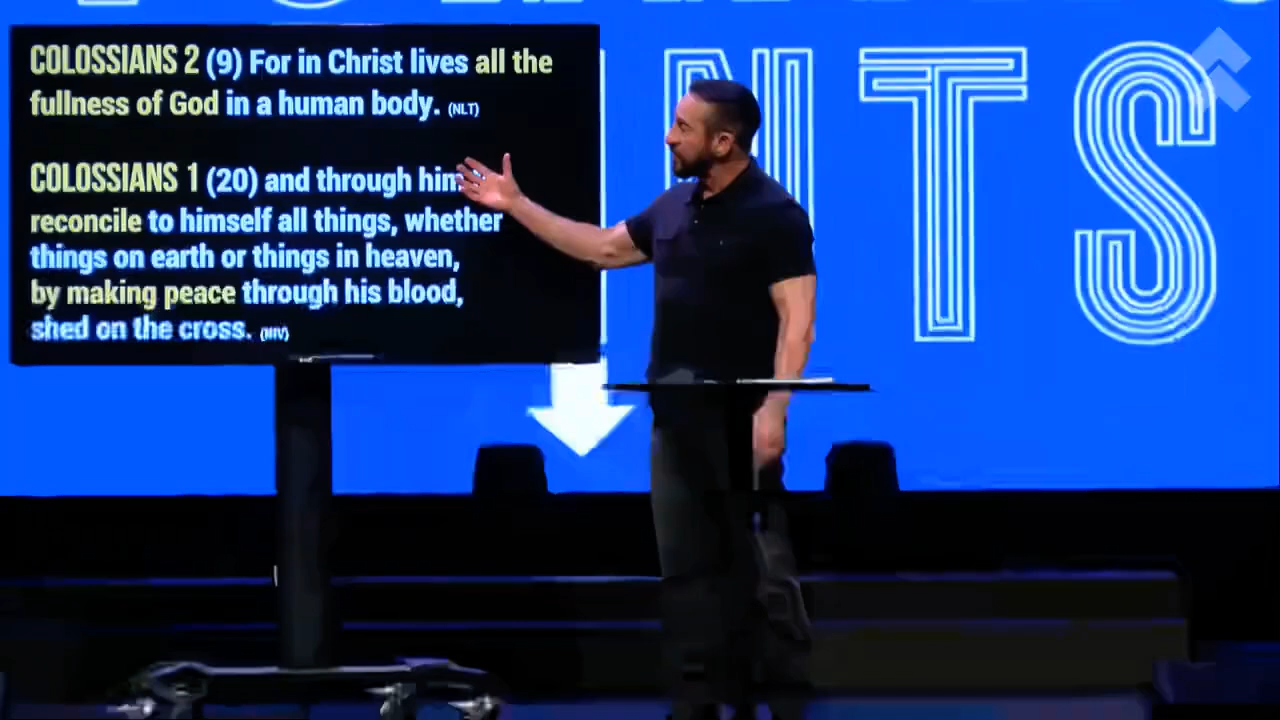 COLOSSIANS 2 (9) For in Christ lives all the
fullness of God in a human body. (NLT)
COLOSSIANS 1 (20) and through him
reconcile to himself all things, whether
things on earth or things in heaven,
by making peace through his blood,
shed on the cross. (NIV)
NTS